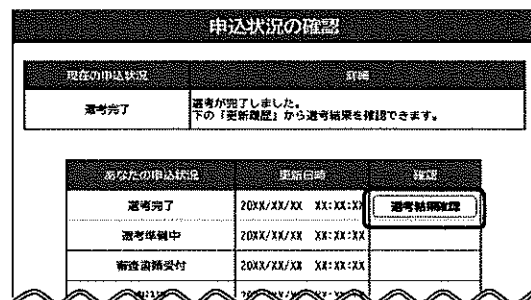 申込状況の確認
現在の申込状況 詳細
選考完了 選考が完了しました。
下の「更新履歴」から選考結果を確認できます。
あなたの申込状況 更新日時 確認
選考完了 20XX/XX/XX XX:XX:XX 選考結果確認
選考準備中 20XX/XX/XX XX:XX:XX
審査書類受付 20XX/XX/XX XX:XX:XX